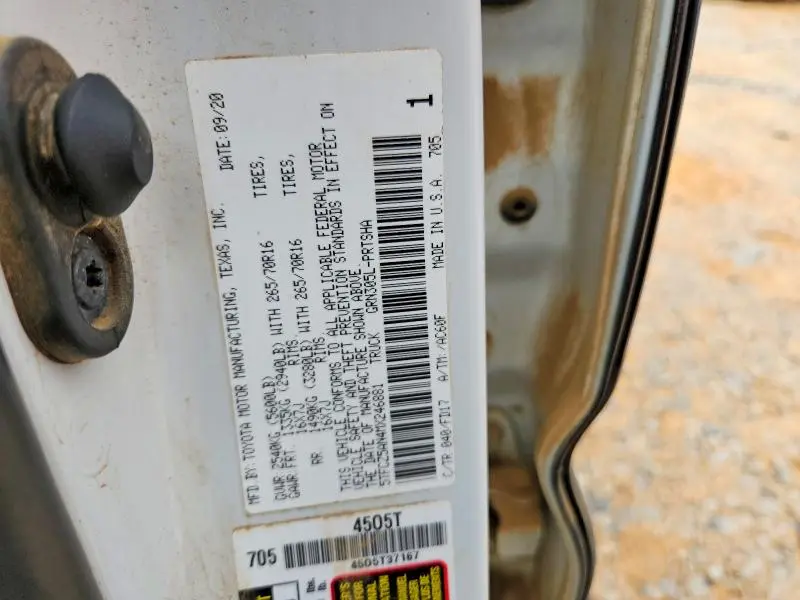 MFD BY: TOYOTA MOTOR MANUFACTURING, TEXAS, INC. DATE: 09/20
GVWR 2540KG (5600LB)
GAWR FRT. 1335KG (2940LB) WITH 265/70R16 TIRES,
16X7J RIMS
RR. 1490KG (3280LB) WITH 265/70R16 TIRES,
16X7J RIMS
THIS VEHICLE CONFORMS TO ALL APPLICABLE FEDERAL MOTOR
VEHICLE SAFETY AND THEFT PREVENTION STANDARDS IN EFFECT ON
THE DATE OF MANUFACTURE SHOWN ABOVE.
5TFCZ5AN4MX246881 TRUCK GRN305L-PRTSHA
1
C/TR 040/FD17 A/TM: /AC60F MADE IN U.S.A. 705
4505T
705
4505T37167